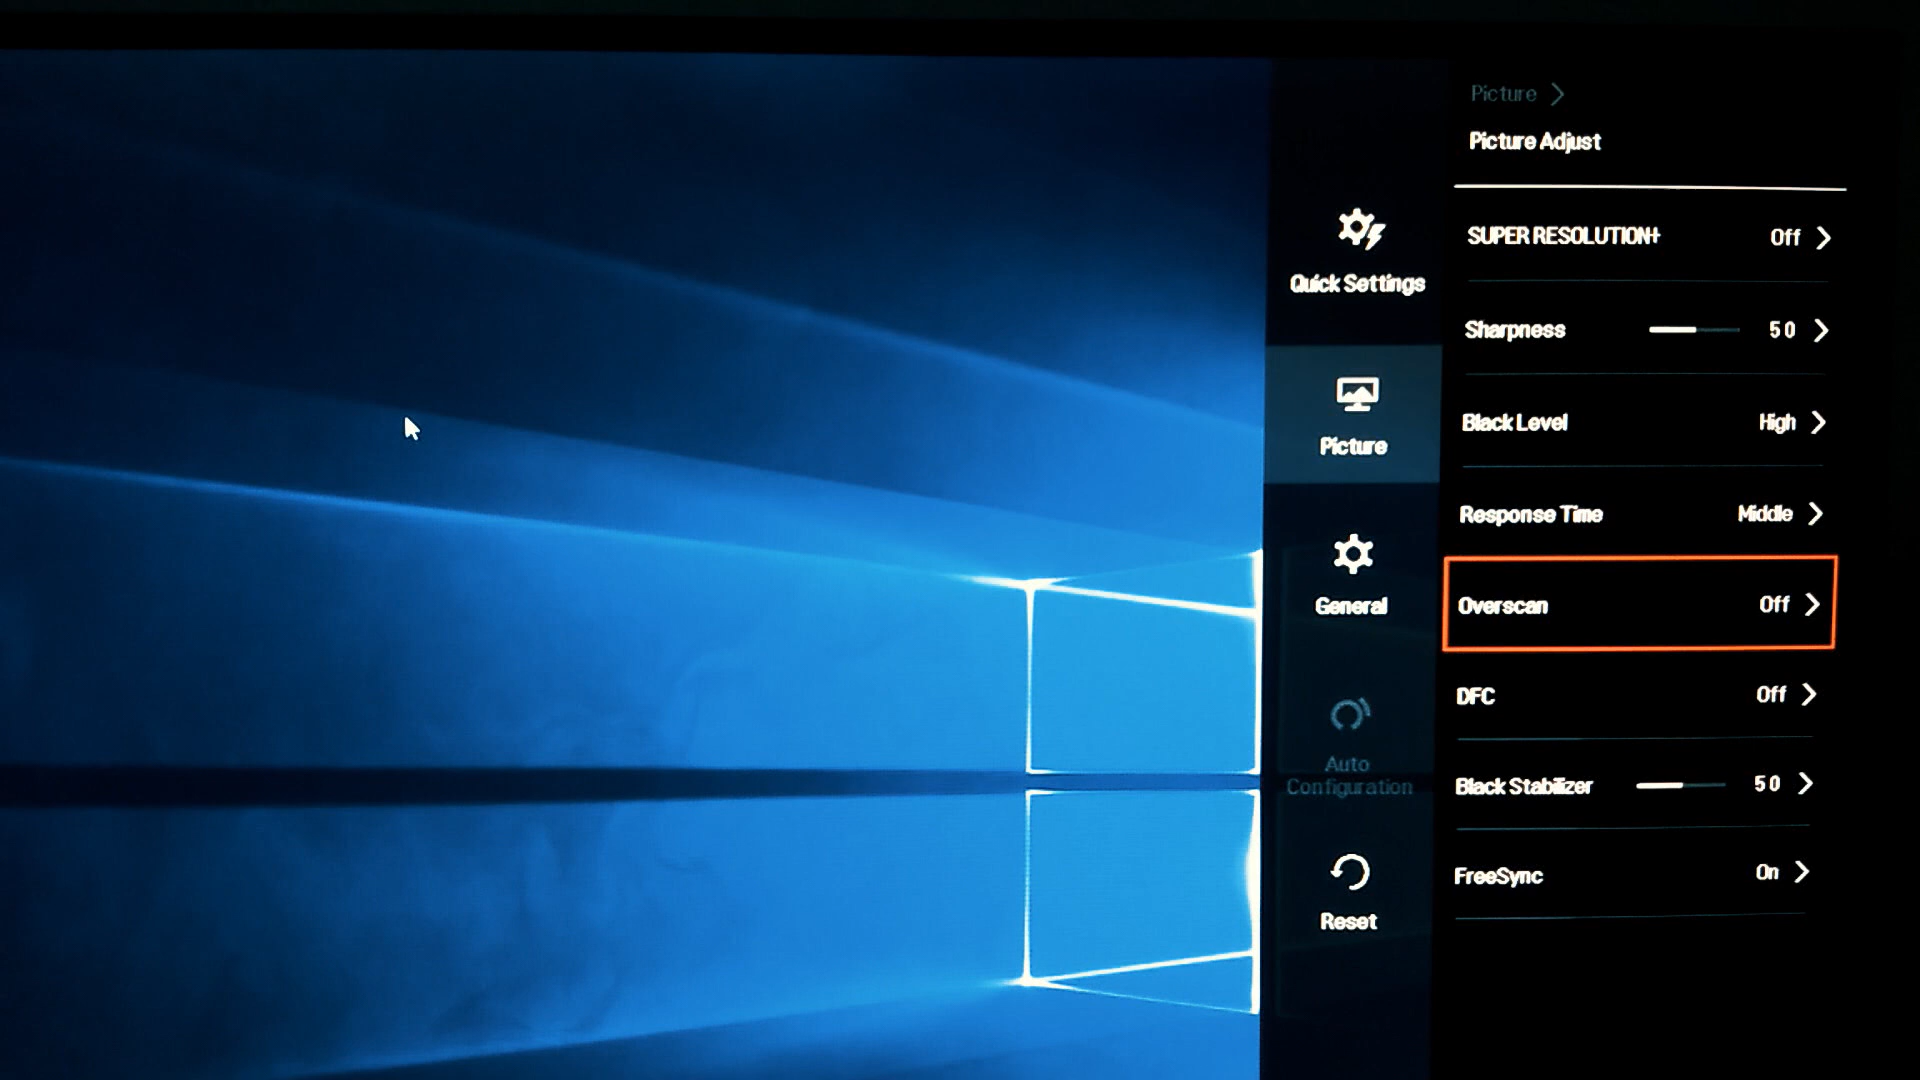 Picture >
Picture Adjust
Quick Settings
Picture
General
Auto
Configuration
Reset
SUPER RESOLUTION+ Off >
Sharpness 50 >
Black Level High >
Response Time Middle >
Overscan Off >
DFC Off >
Black Stabilizer 50 >
FreeSync On >